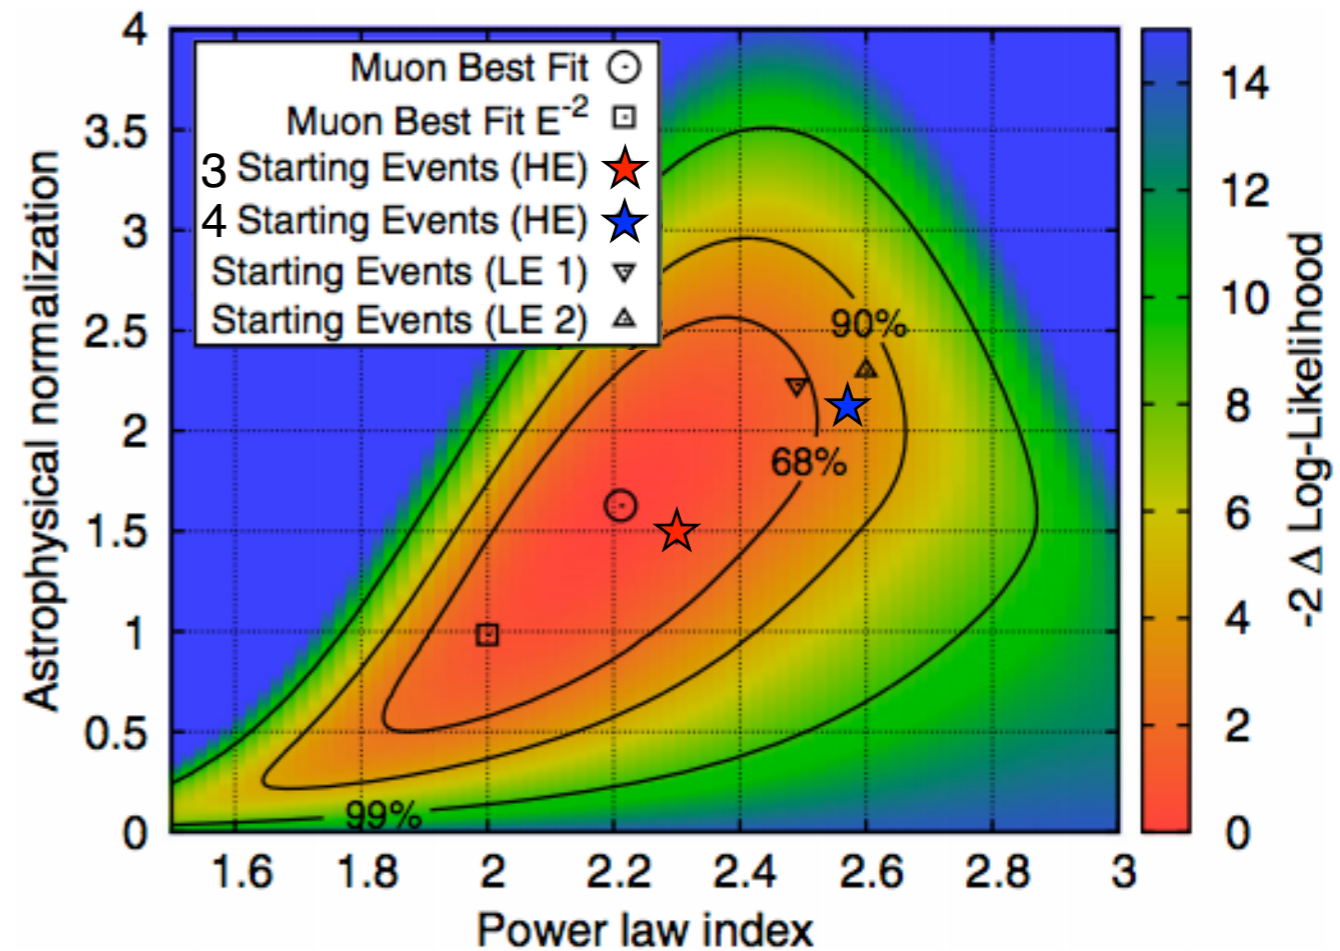 Muon Best Fit
Muon Best Fit E-2
3 Starting Events (HE)
4 Starting Events (HE)
Starting Events (LE 1)
Starting Events (LE 2)
4
3.5
3
2.5
2
1.5
1
0.5
0
Astrophysical normalization
90%
68%
99%
1.6 1.8 2 2.2 2.4 2.6 2.8 3
Power law index
14
12
10
8
6
4
2
0
-2 Δ Log-Likelihood